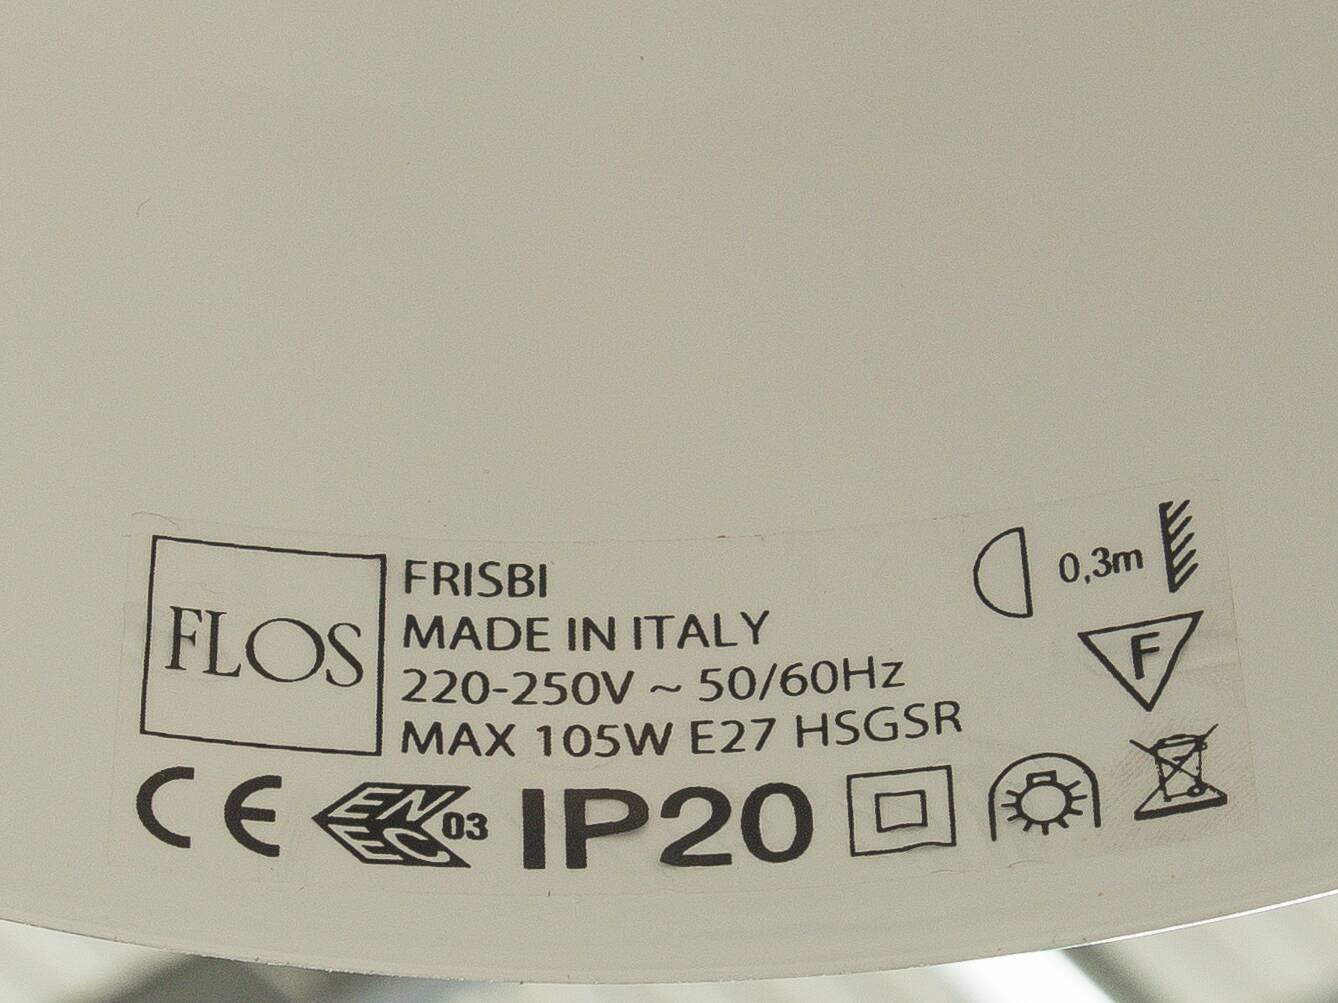 FLOS
FRISBI
MADE IN ITALY
220-250V ~ 50/60Hz
MAX 105W E27 HSGSR
0,3m
F
CE ENEC 03 IP20